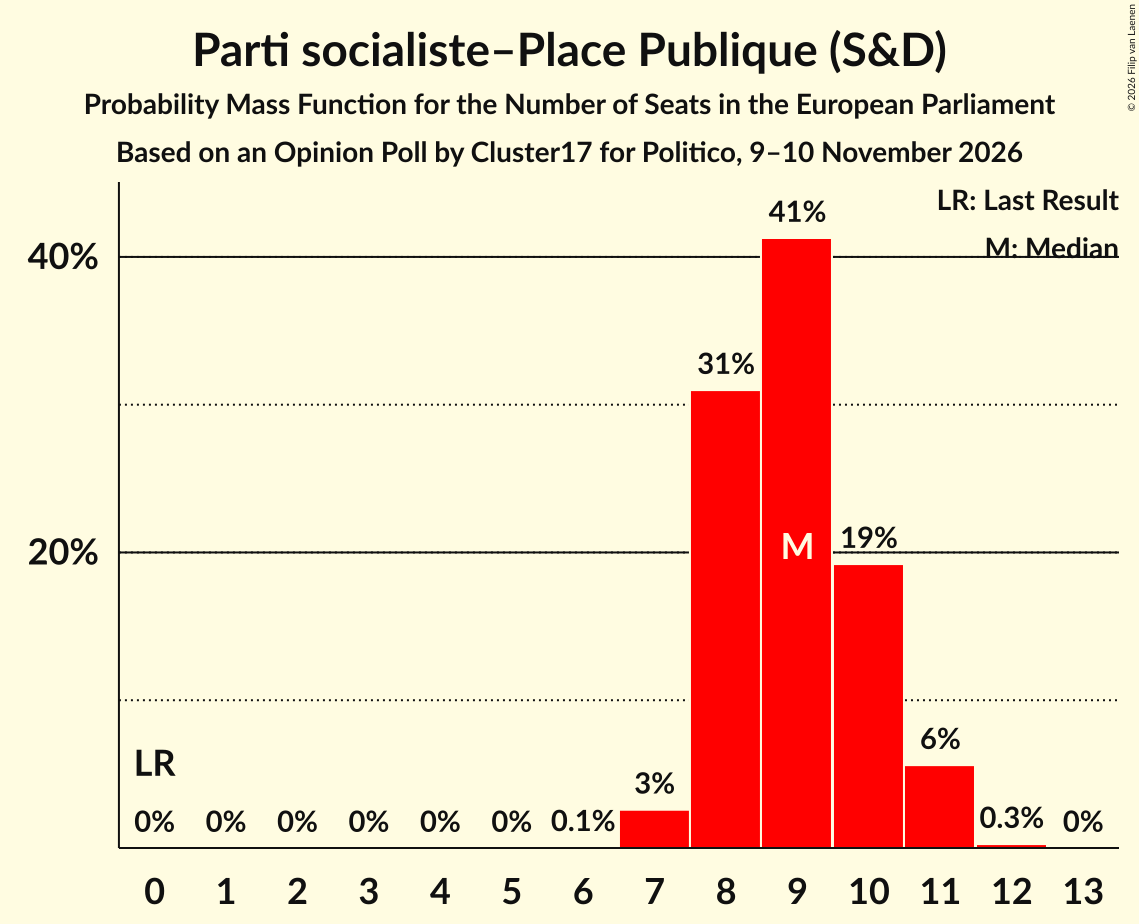 Parti socialiste–Place Publique (S&D)
Probability Mass Function for the Number of Seats in the European Parliament
Based on an Opinion Poll by Cluster17 for Politico, 9–10 November 2026
© 2026 Filip van Laenen
LR: Last Result
M: Median
41%
40%
31%
20%
M
19%
LR
6%
3%
0% 0% 0% 0% 0% 0% 0.1% 0.3% 0%
0 1 2 3 4 5 6 7 8 9 10 11 12 13